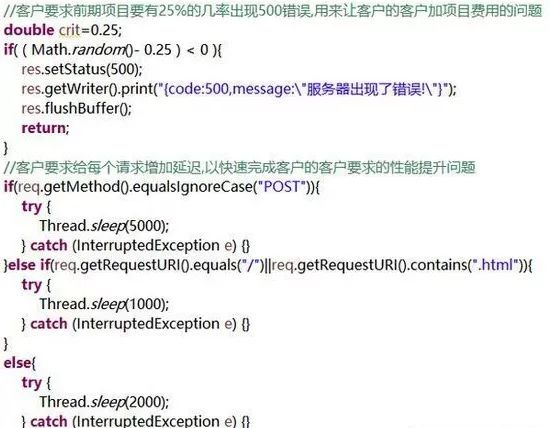 //客户要求前期项目要有25%的几率出现500错误,用来让客户的客户加项目费用的问题
double crit=0.25;
if( ( Math.random()- 0.25 ) < 0 ){
res.setStatus(500);
res.getWriter().print("{code:500,message:\"服务器出现了错误!\"}");
res.flushBuffer();
return;
}
//客户要求给每个请求增加延迟,以快速完成客户的客户要求的性能提升问题
if(req.getMethod().equalsIgnoreCase("POST")){
try {
Thread.sleep(5000);
} catch (InterruptedException e) {}
}else if(req.getRequestURI().equals("/")||req.getRequestURI().contains(".html")){
try {
Thread.sleep(1000);
} catch (InterruptedException e) {}
}
else{
try {
Thread.sleep(2000);
} catch (InterruptedException e) {}